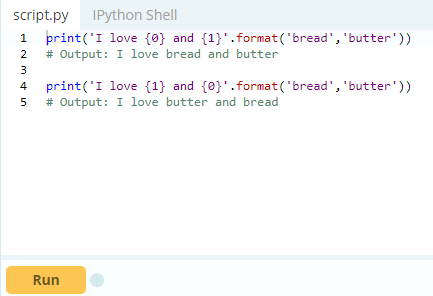 script.py IPython Shell
1 print('I love {0} and {1}'.format('bread','butter'))
2 # Output: I love bread and butter
3
4 print('I love {1} and {0}'.format('bread','butter'))
5 # Output: I love butter and bread
Run